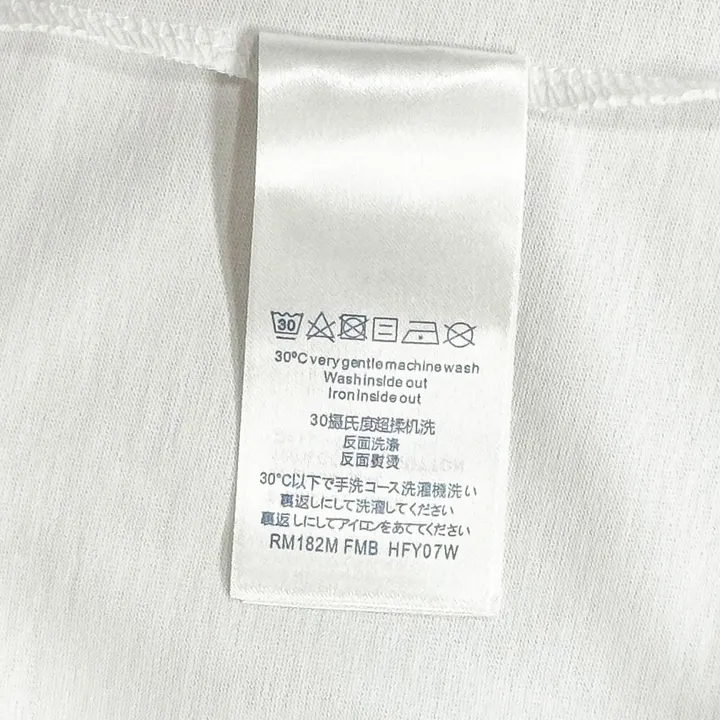 30
30°C very gentle machine wash
Wash inside out
Iron inside out
30摄氏度超揉机洗
反面洗涤
反面熨烫
30°C以下で手洗コース洗濯機洗い
裏返しにして洗濯してください
裏返しにしてアイロンをあててください
RM182M FMB HFY07W